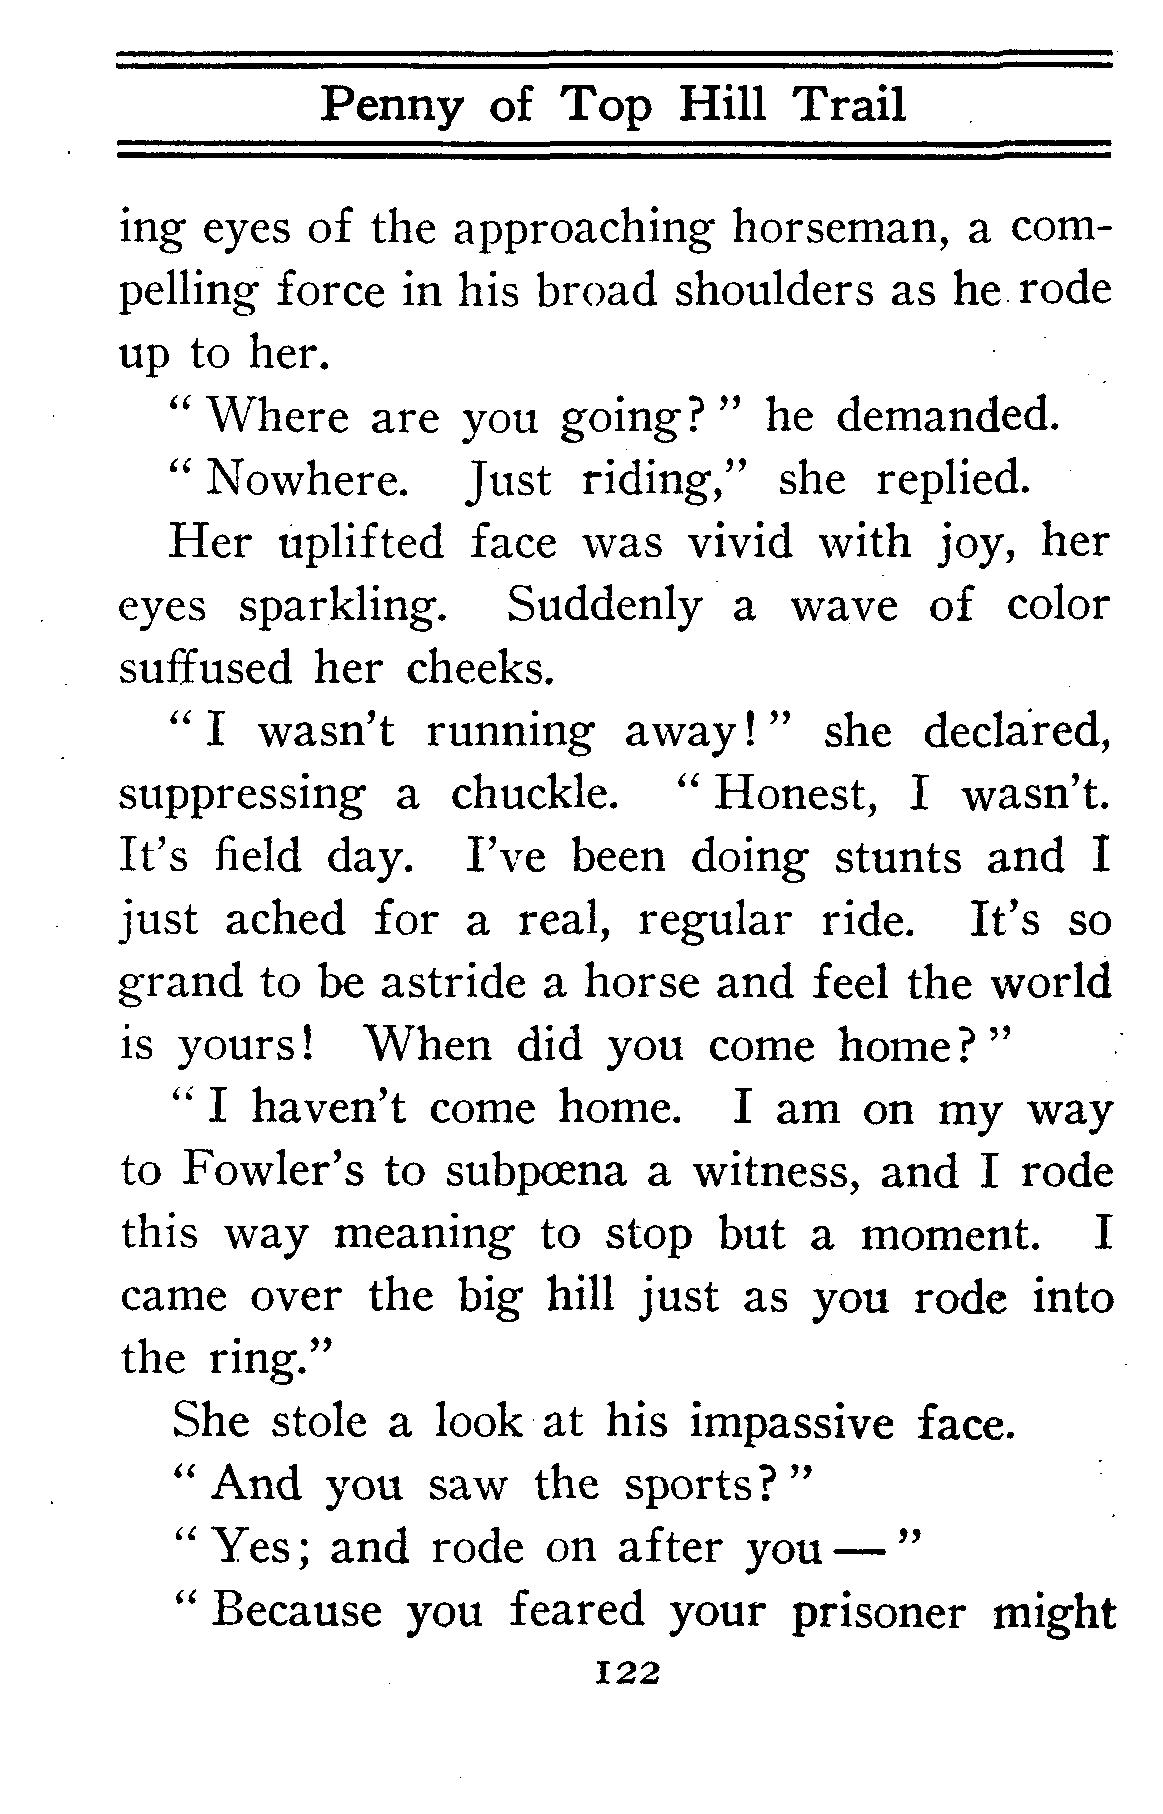 Penny of Top Hill Trail
ing eyes of the approaching horseman, a com-
pelling force in his broad shoulders as he rode
up to her.
“ Where are you going? ” he demanded.
“ Nowhere. Just riding,” she replied.
Her uplifted face was vivid with joy, her
eyes sparkling. Suddenly a wave of color
suffused her cheeks.
“ I wasn’t running away! ” she declared,
suppressing a chuckle. “ Honest, I wasn’t.
It’s field day. I’ve been doing stunts and I
just ached for a real, regular ride. It’s so
grand to be astride a horse and feel the world
is yours! When did you come home? ”
“ I haven’t come home. I am on my way
to Fowler’s to subpœna a witness, and I rode
this way meaning to stop but a moment. I
came over the big hill just as you rode into
the ring.”
She stole a look at his impassive face.
“ And you saw the sports? ”
“ Yes; and rode on after you — ”
“ Because you feared your prisoner might
122